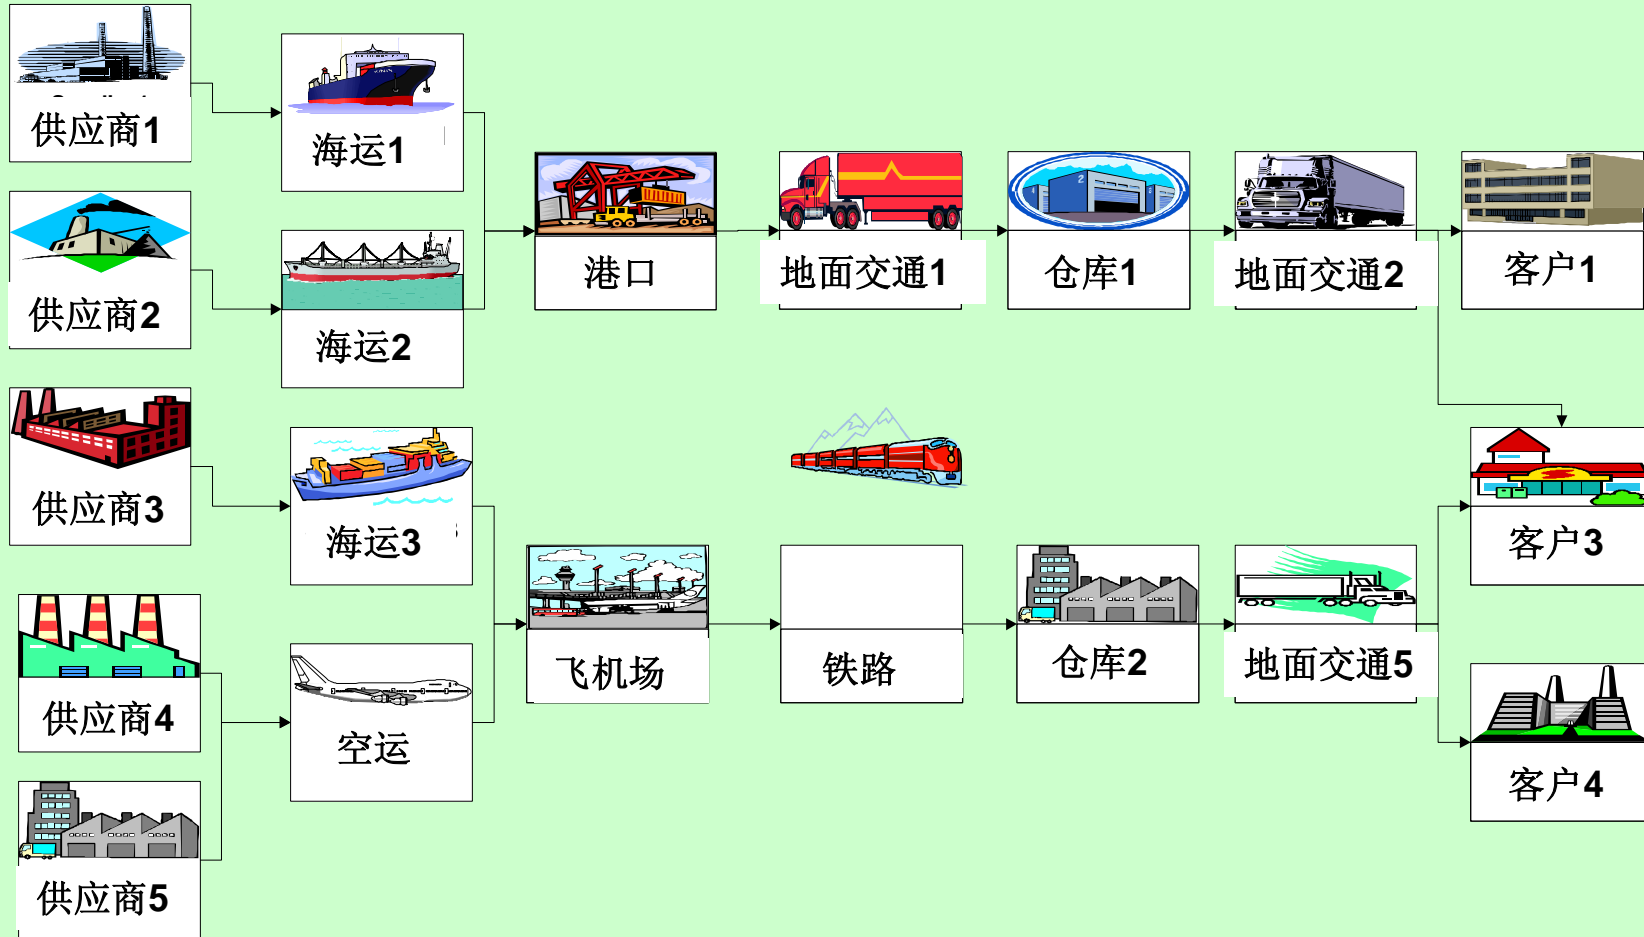 供应商1
海运1
供应商2
海运2
港口
地面交通1
仓库1
地面交通2
客户1
供应商3
海运3
客户3
供应商4
空运
飞机场
铁路
仓库2
地面交通5
客户4
供应商5